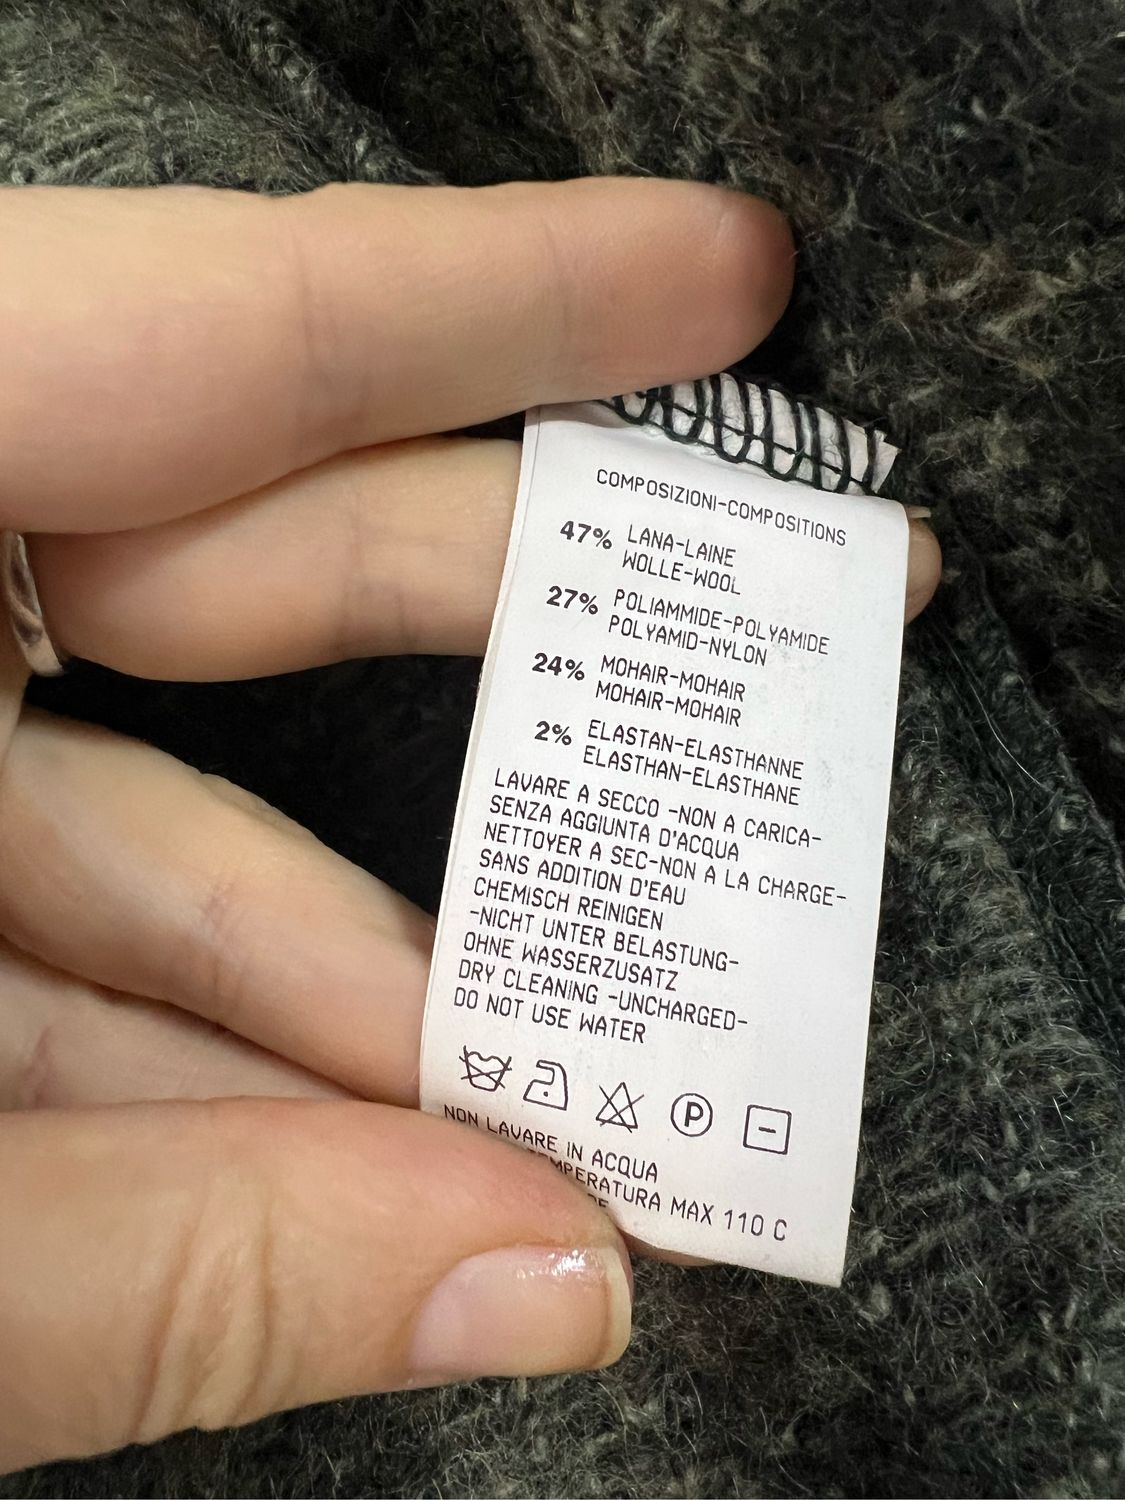 COMPOSIZIONI-COMPOSITIONS
47% LANA-LAINE
WOLLE-WOOL
27% POLIAMMIDE-POLYAMIDE
POLYAMID-NYLON
24% MOHAIR-MOHAIR
MOHAIR-MOHAIR
2% ELASTAN-ELASTHANNE
ELASTHAN-ELASTHANE
LAVARE A SECCO -NON A CARICA-
SENZA AGGIUNTA D'ACQUA
NETTOYER A SEC-NON A LA CHARGE-
SANS ADDITION D'EAU
CHEMISCH REINIGEN
-NICHT UNTER BELASTUNG-
OHNE WASSERZUSATZ
DRY CLEANING -UNCHARGED-
DO NOT USE WATER
P
NON LAVARE IN ACQUA
TEMPERATURA MAX 110 C